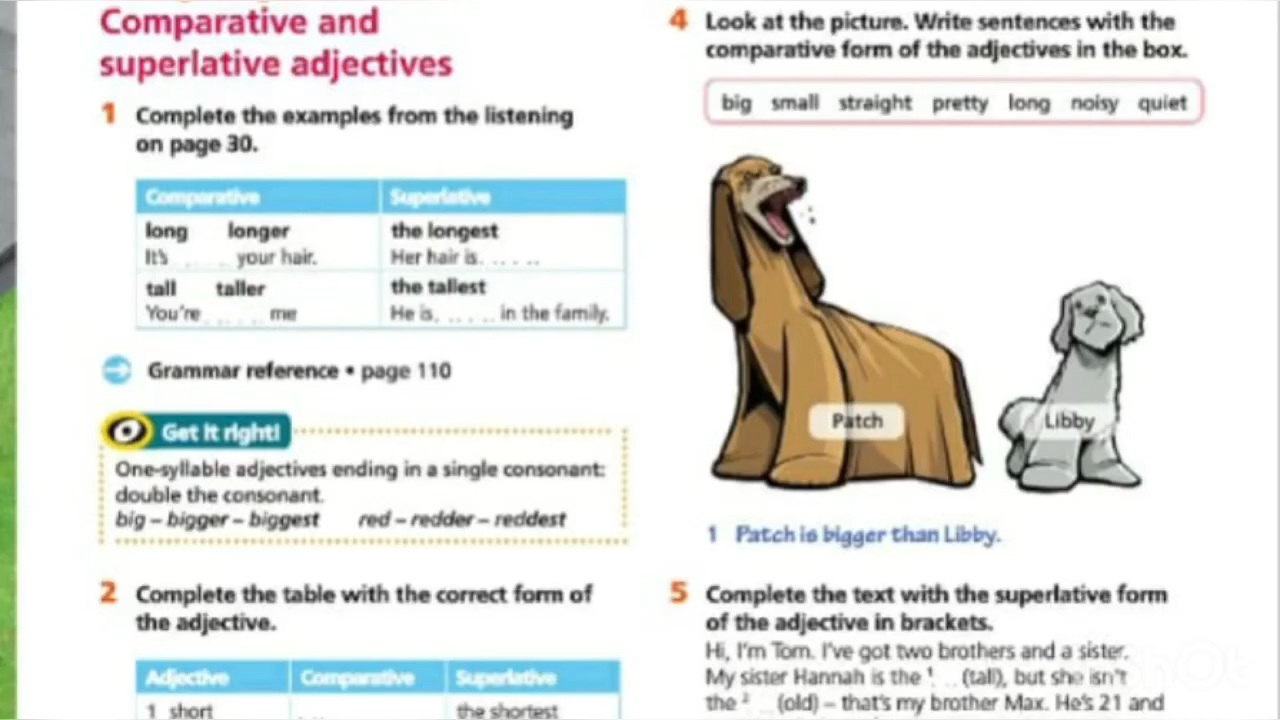 Comparative and
superlative adjectives
1 Complete the examples from the listening
on page 30.
Comparative Superlative
long longer the longest
It's your hair. Her hair is. .. . . ..
tall taller the tallest
You're .. . . .. me He is. .. . . .. in the family.
Grammar reference • page 110
Get it right!
One-syllable adjectives ending in a single consonant:
double the consonant.
big – bigger – biggest red – redder – reddest
2 Complete the table with the correct form of
the adjective.
Adjective Comparative Superlative
1 short .. . the shortest
4 Look at the picture. Write sentences with the
comparative form of the adjectives in the box.
big small straight pretty long noisy quiet
Patch
Libby
1 Patch is bigger than Libby.
5 Complete the text with the superlative form
of the adjective in brackets.
Hi, I'm Tom. I've got two brothers and a sister.
My sister Hannah is the 1 .. (tall), but she isn't
the 2 .. (old) – that's my brother Max. He's 21 and